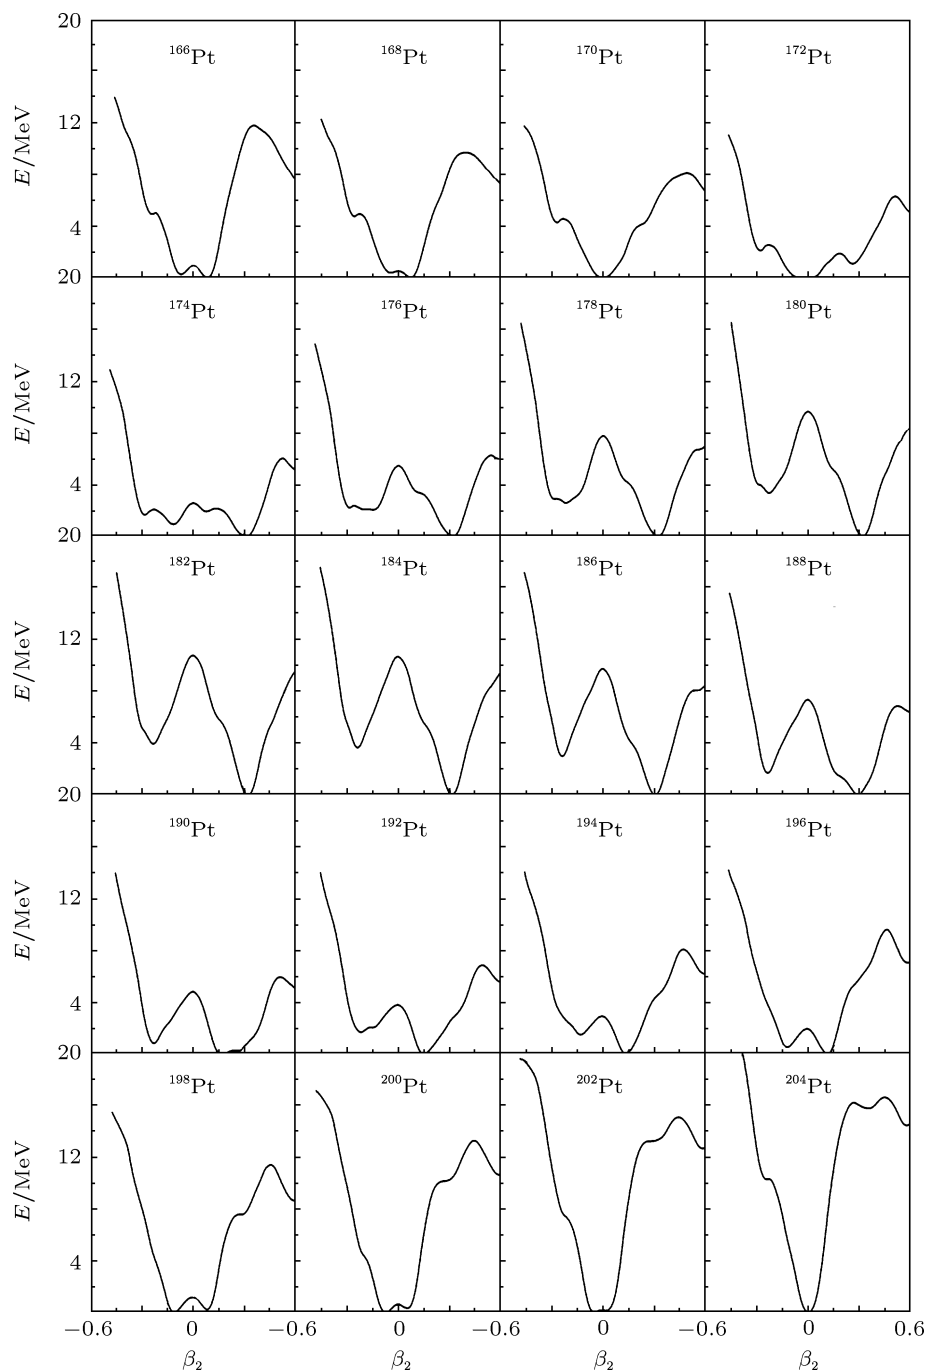 20
¹⁶⁶Pt ¹⁶⁸Pt ¹⁷⁰Pt ¹⁷²Pt
12
E/MeV
4
20
¹⁷⁴Pt ¹⁷⁶Pt ¹⁷⁸Pt ¹⁸⁰Pt
12
E/MeV
4
20
¹⁸²Pt ¹⁸⁴Pt ¹⁸⁶Pt ¹⁸⁸Pt
12
E/MeV
4
20
¹⁹⁰Pt ¹⁹²Pt ¹⁹⁴Pt ¹⁹⁶Pt
12
E/MeV
4
20
¹⁹⁸Pt ²⁰⁰Pt ²⁰²Pt ²⁰⁴Pt
12
E/MeV
4
−0.6 0 −0.6 0 −0.6 0 −0.6 0 0.6
β₂ β₂ β₂ β₂